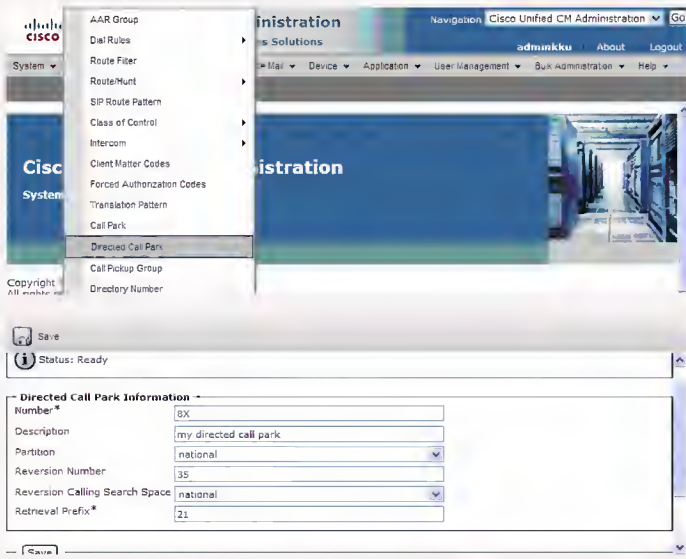 cisco
AAR Group
Dial Rules
Route Filter
Route/Hunt
SIP Route Pattern
Class of Control
Intercom
Client Matter Codes
Forced Authorization Codes
Translation Pattern
Call Park
Directed Call Park
Call Pickup Group
Directory Number
inistration
s Solutions
Navigation Cisco Unified CM Administration Go
adminkku About Logout
System
e Mail Device Application User Management Bulk Administration Help
Cisc istration
System
Copyright
All rights
Save
Status: Ready
Directed Call Park Information
Number* 8X
Description my directed call park
Partition national
Reversion Number 35
Reversion Calling Search Space national
Retrieval Prefix* 21
Save